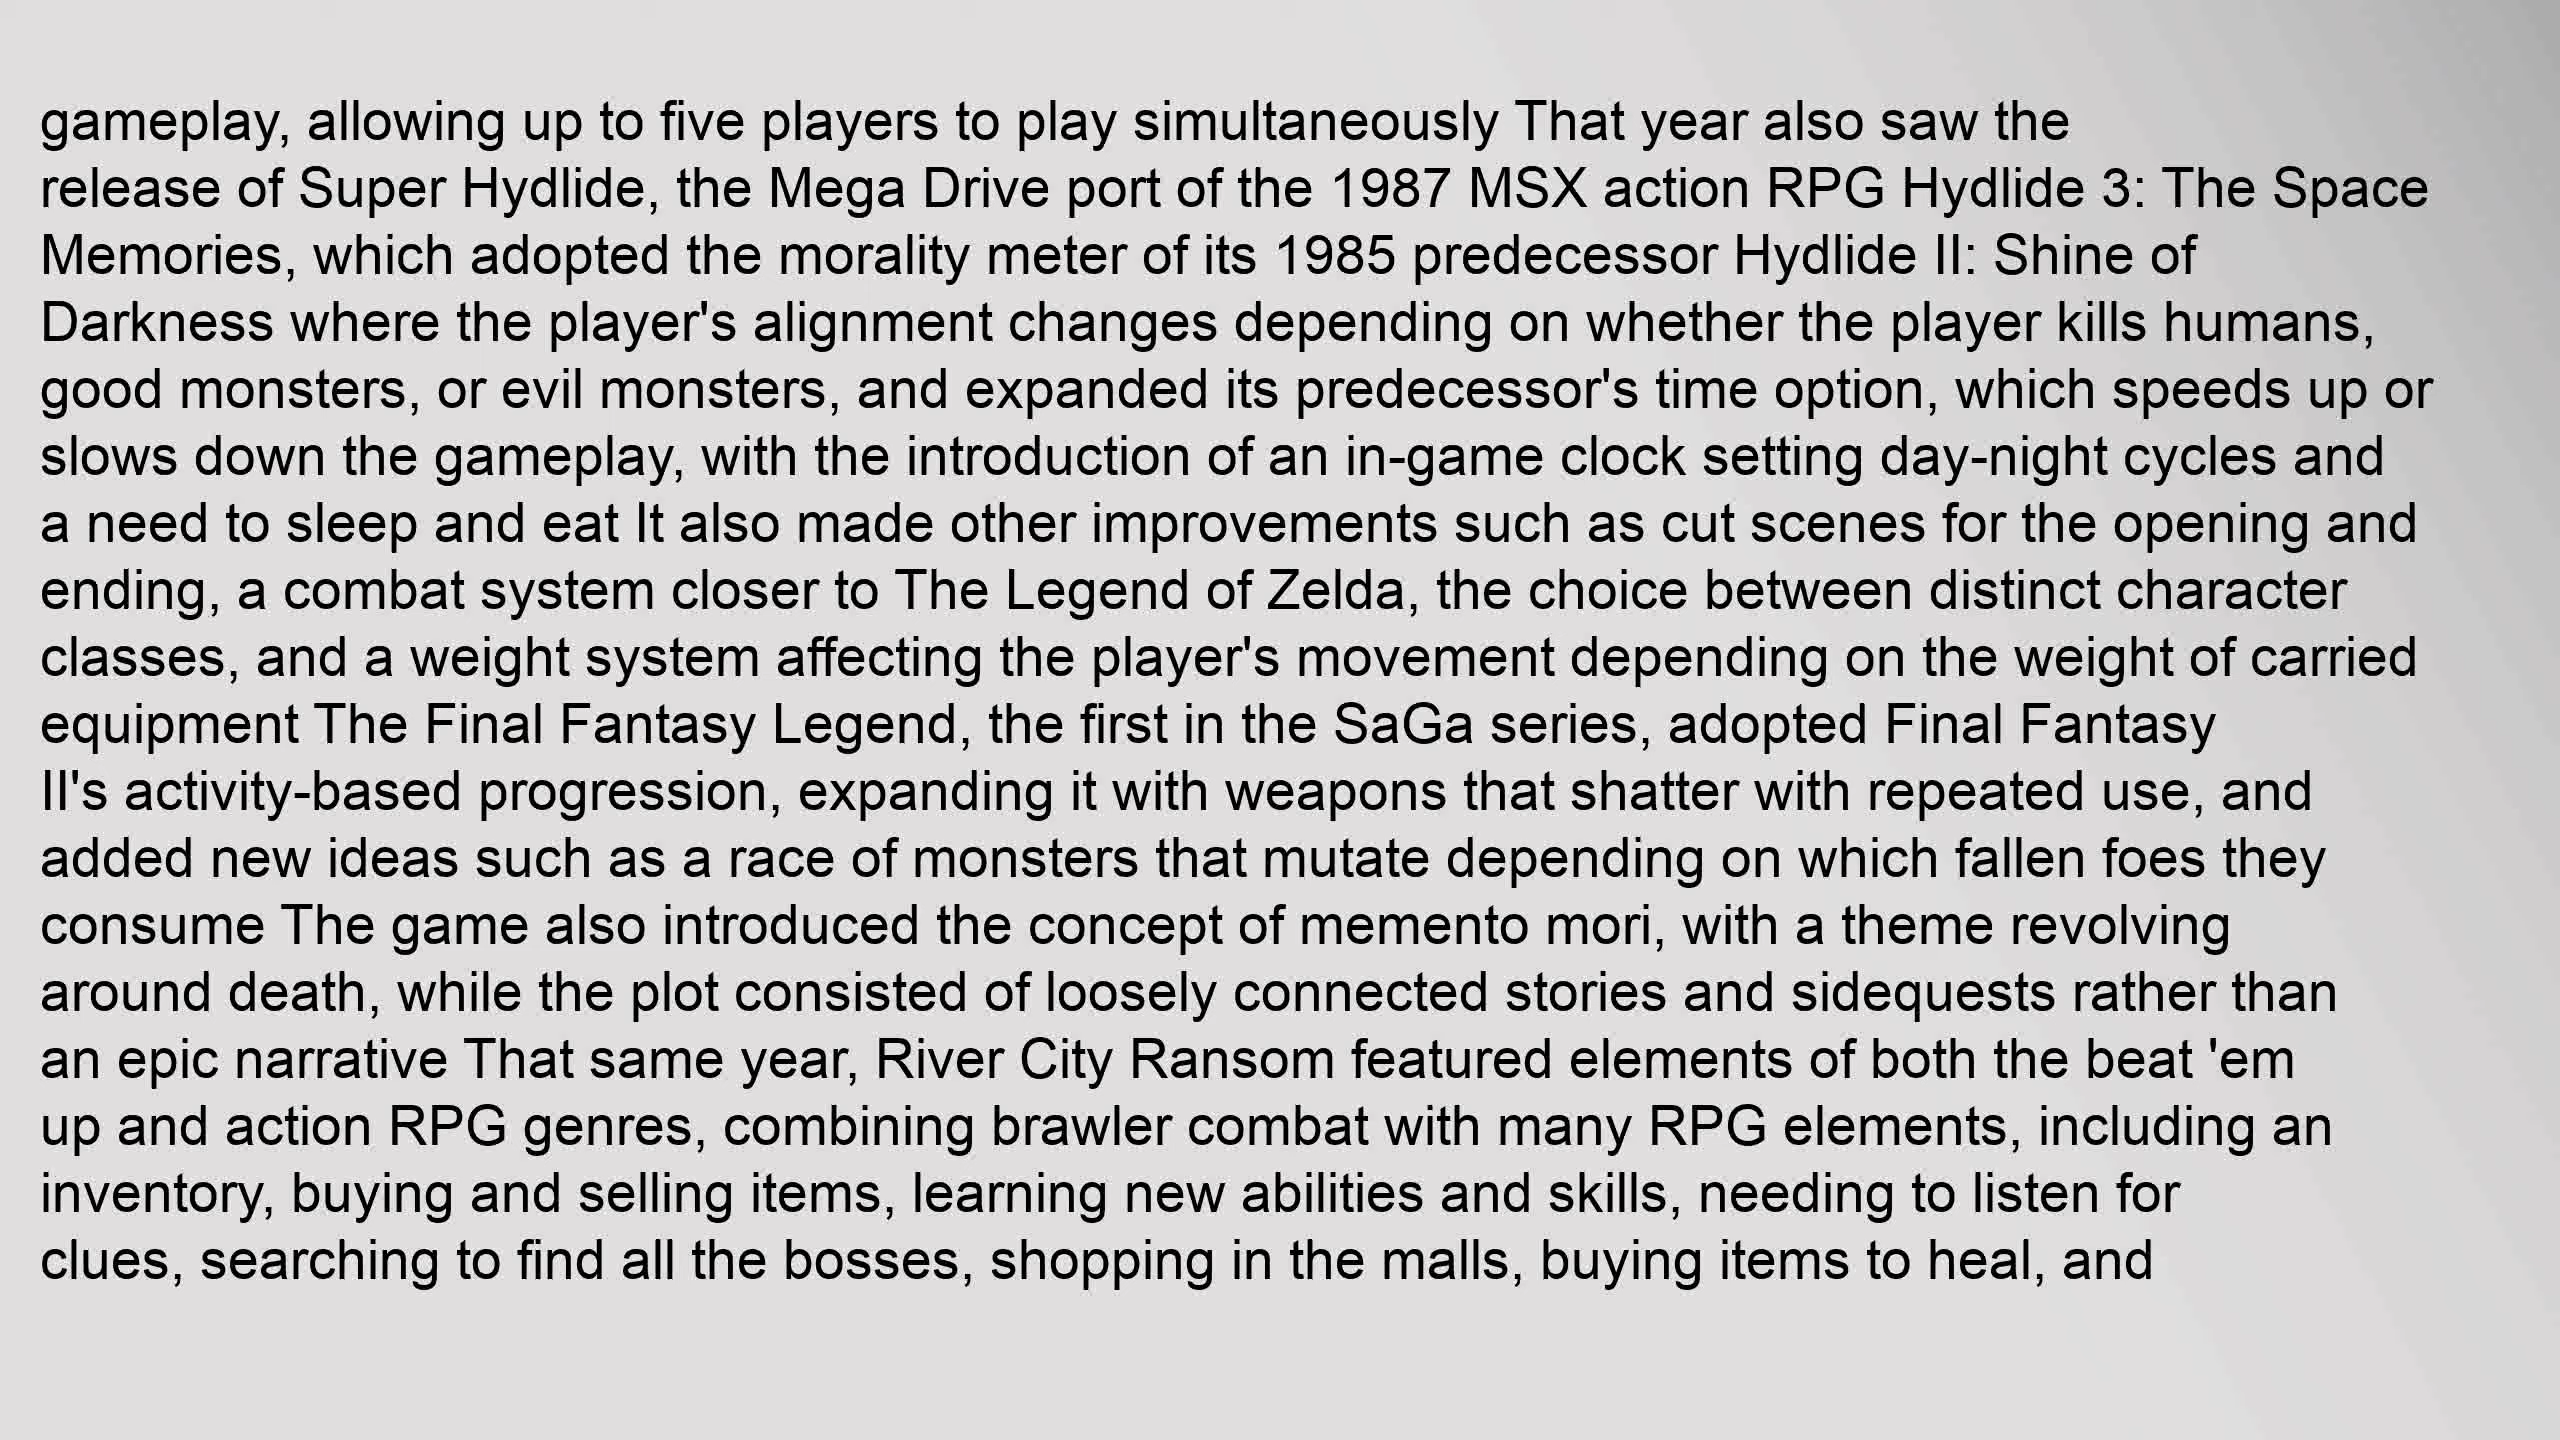 gameplay, allowing up to five players to play simultaneously That year also saw the
release of Super Hydlide, the Mega Drive port of the 1987 MSX action RPG Hydlide 3: The Space
Memories, which adopted the morality meter of its 1985 predecessor Hydlide II: Shine of
Darkness where the player's alignment changes depending on whether the player kills humans,
good monsters, or evil monsters, and expanded its predecessor's time option, which speeds up or
slows down the gameplay, with the introduction of an in-game clock setting day-night cycles and
a need to sleep and eat It also made other improvements such as cut scenes for the opening and
ending, a combat system closer to The Legend of Zelda, the choice between distinct character
classes, and a weight system affecting the player's movement depending on the weight of carried
equipment The Final Fantasy Legend, the first in the SaGa series, adopted Final Fantasy
II's activity-based progression, expanding it with weapons that shatter with repeated use, and
added new ideas such as a race of monsters that mutate depending on which fallen foes they
consume The game also introduced the concept of memento mori, with a theme revolving
around death, while the plot consisted of loosely connected stories and sidequests rather than
an epic narrative That same year, River City Ransom featured elements of both the beat 'em
up and action RPG genres, combining brawler combat with many RPG elements, including an
inventory, buying and selling items, learning new abilities and skills, needing to listen for
clues, searching to find all the bosses, shopping in the malls, buying items to heal, and